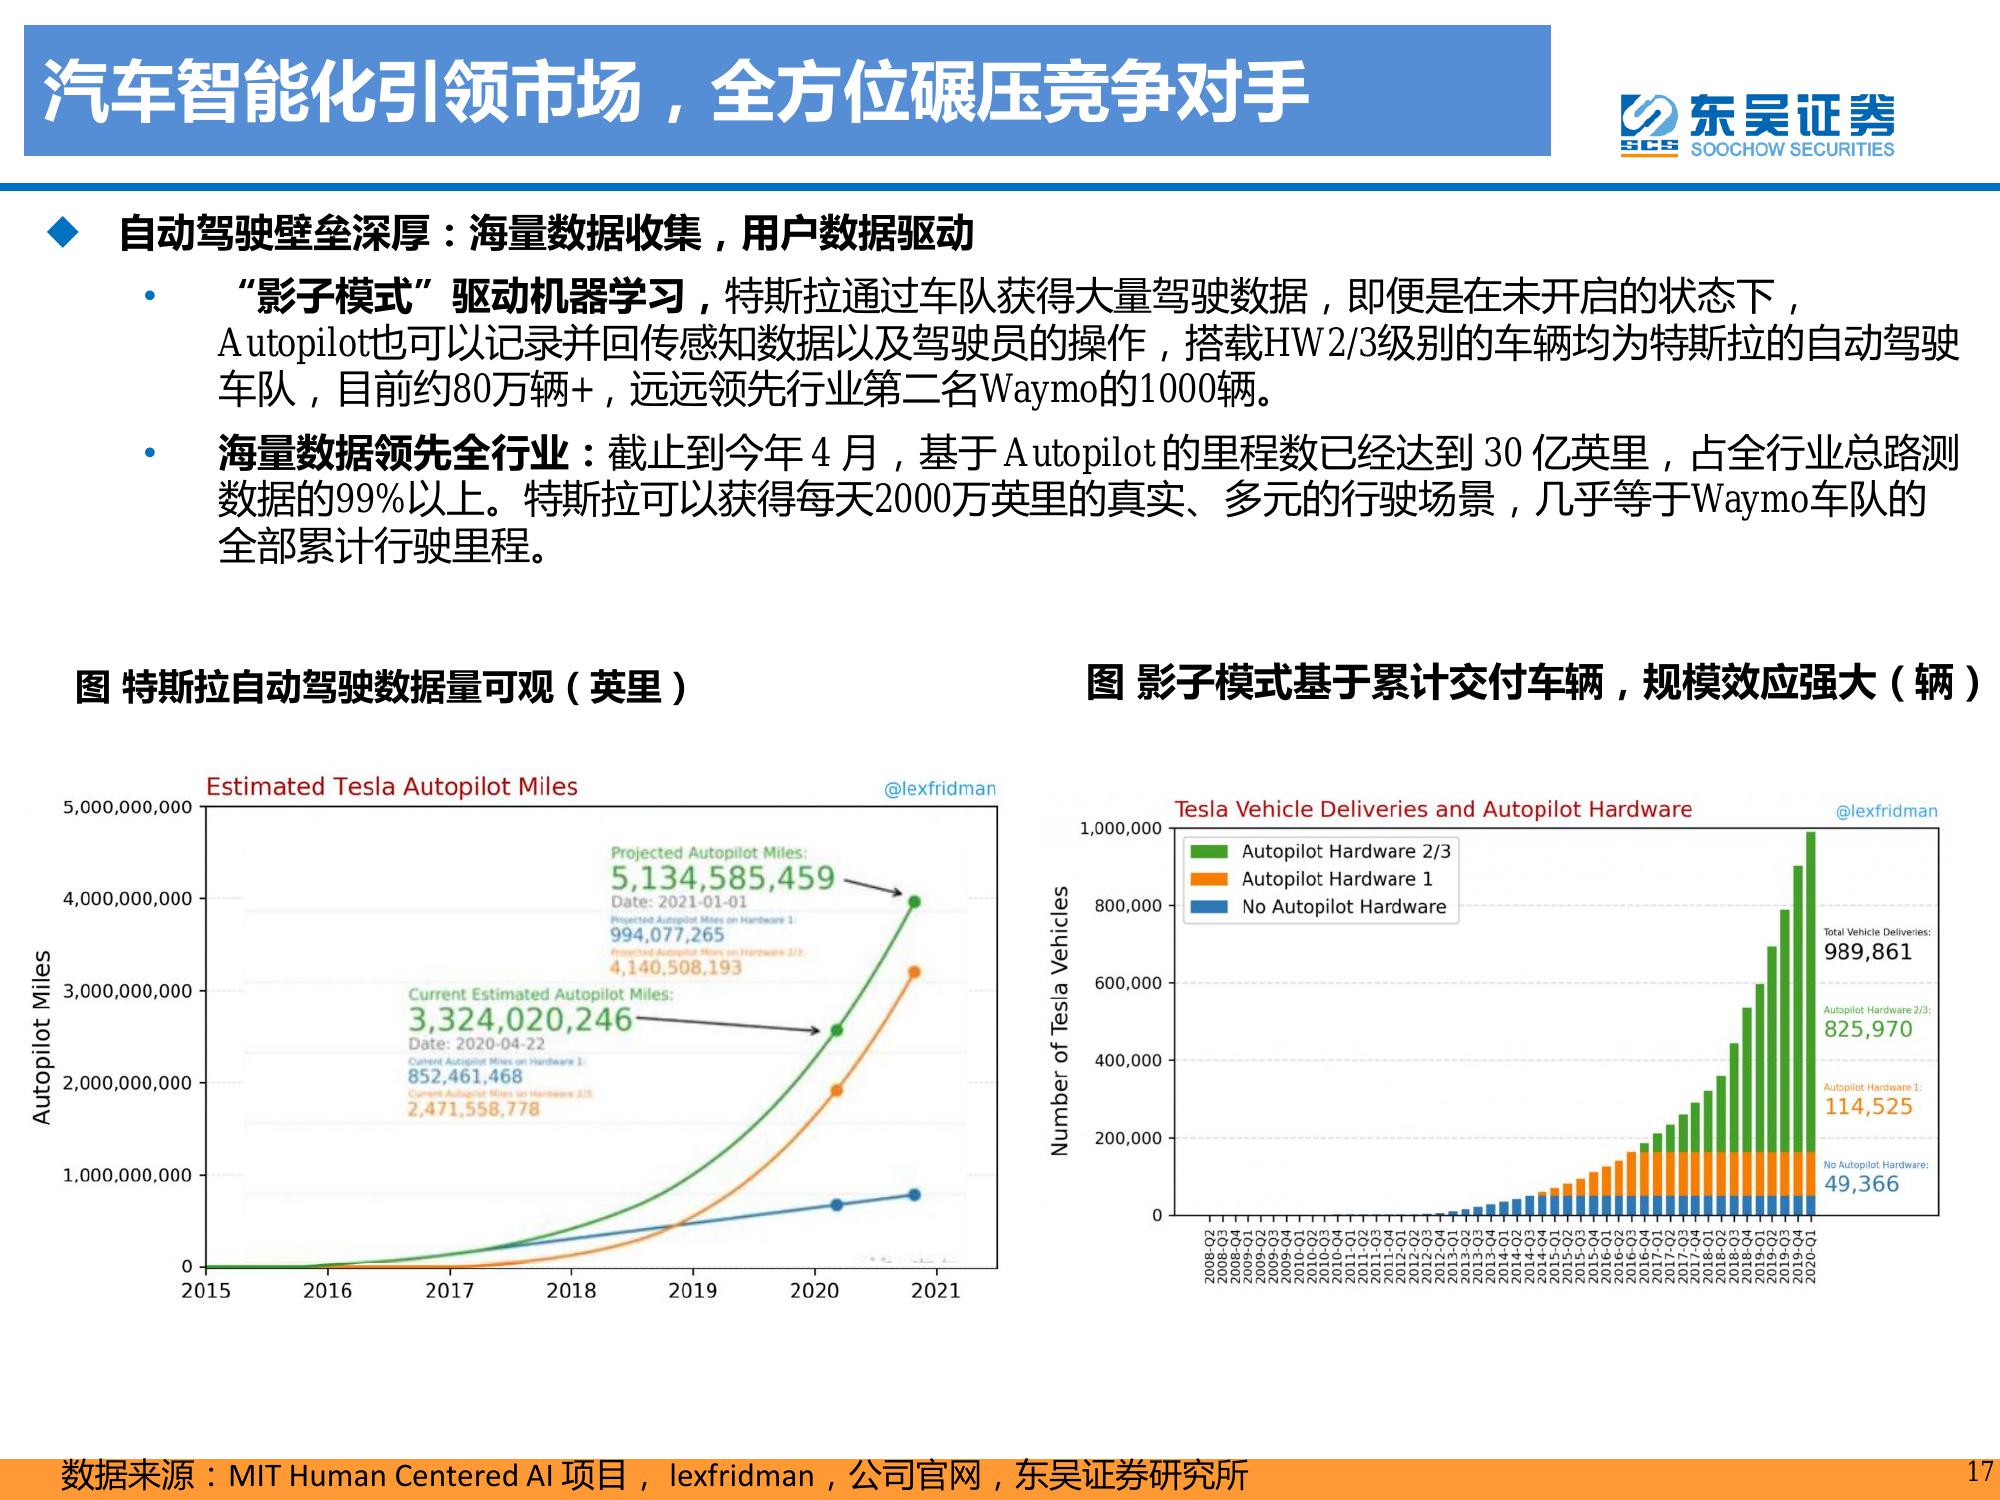 汽车智能化引领市场，全方位碾压竞争对手
东吴证券
SCS SOOCHOW SECURITIES
自动驾驶壁垒深厚：海量数据收集，用户数据驱动
“影子模式”驱动机器学习，特斯拉通过车队获得大量驾驶数据，即便是在未开启的状态下，
Autopilot也可以记录并回传感知数据以及驾驶员的操作，搭载HW2/3级别的车辆均为特斯拉的自动驾驶
车队，目前约80万辆+，远远领先行业第二名Waymo的1000辆。
海量数据领先全行业：截止到今年 4 月，基于 Autopilot 的里程数已经达到 30 亿英里，占全行业总路测
数据的99%以上。特斯拉可以获得每天2000万英里的真实、多元的行驶场景，几乎等于Waymo车队的
全部累计行驶里程。
图 特斯拉自动驾驶数据量可观（英里）
图 影子模式基于累计交付车辆，规模效应强大（辆）
Estimated Tesla Autopilot Miles
@lexfridman
Autopilot Miles
5,000,000,000
4,000,000,000
3,000,000,000
2,000,000,000
1,000,000,000
0
2015 2016 2017 2018 2019 2020 2021
Projected Autopilot Miles:
5,134,585,459
Date: 2021-01-01
Projected Autopilot Miles on Hardware 1:
994,077,265
Projected Autopilot Miles on Hardware 2/3:
4,140,508,193
Current Estimated Autopilot Miles:
3,324,020,246
Date: 2020-04-22
Current Autopilot Miles on Hardware 1:
852,461,468
Current Autopilot Miles on Hardware 2/3:
2,471,558,778
Tesla Vehicle Deliveries and Autopilot Hardware
@lexfridman
Number of Tesla Vehicles
1,000,000
800,000
600,000
400,000
200,000
0
Autopilot Hardware 2/3
Autopilot Hardware 1
No Autopilot Hardware
Total Vehicle Deliveries:
989,861
Autopilot Hardware 2/3:
825,970
Autopilot Hardware 1:
114,525
No Autopilot Hardware:
49,366
2008-Q2 2008-Q3 2008-Q4 2009-Q1 2009-Q2 2009-Q3 2009-Q4 2010-Q1 2010-Q2 2010-Q3 2010-Q4 2011-Q1 2011-Q2 2011-Q3 2011-Q4 2012-Q1 2012-Q2 2012-Q3 2012-Q4 2013-Q1 2013-Q2 2013-Q3 2013-Q4 2014-Q1 2014-Q2 2014-Q3 2014-Q4 2015-Q1 2015-Q2 2015-Q3 2015-Q4 2016-Q1 2016-Q2 2016-Q3 2016-Q4 2017-Q1 2017-Q2 2017-Q3 2017-Q4 2018-Q1 2018-Q2 2018-Q3 2018-Q4 2019-Q1 2019-Q2 2019-Q3 2019-Q4 2020-Q1
数据来源：MIT Human Centered AI 项目， lexfridman，公司官网，东吴证券研究所
17